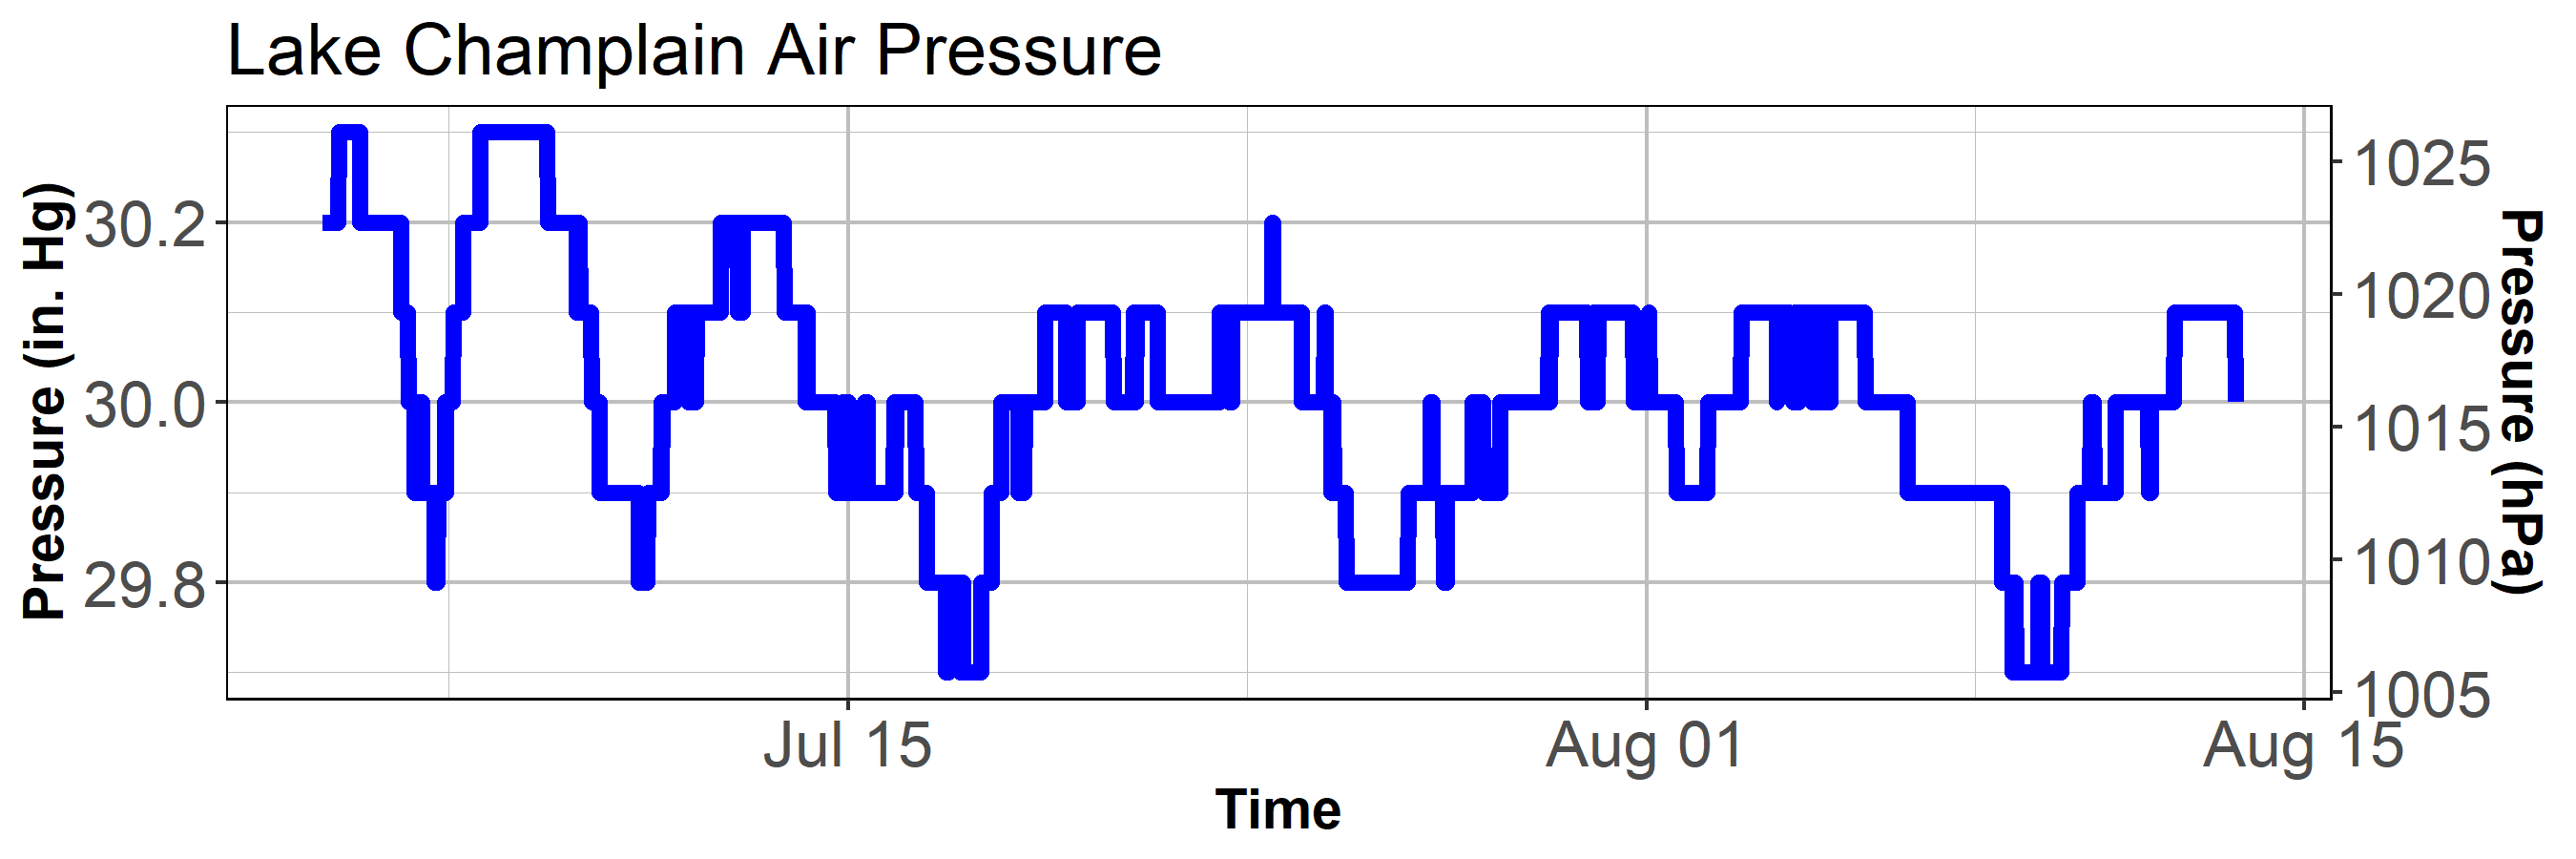 Lake Champlain Air Pressure
Pressure (in. Hg)
30.2
30.0
29.8
1025
1020
1015
1010
1005
Pressure (hPa)
Jul 15
Aug 01
Aug 15
Time